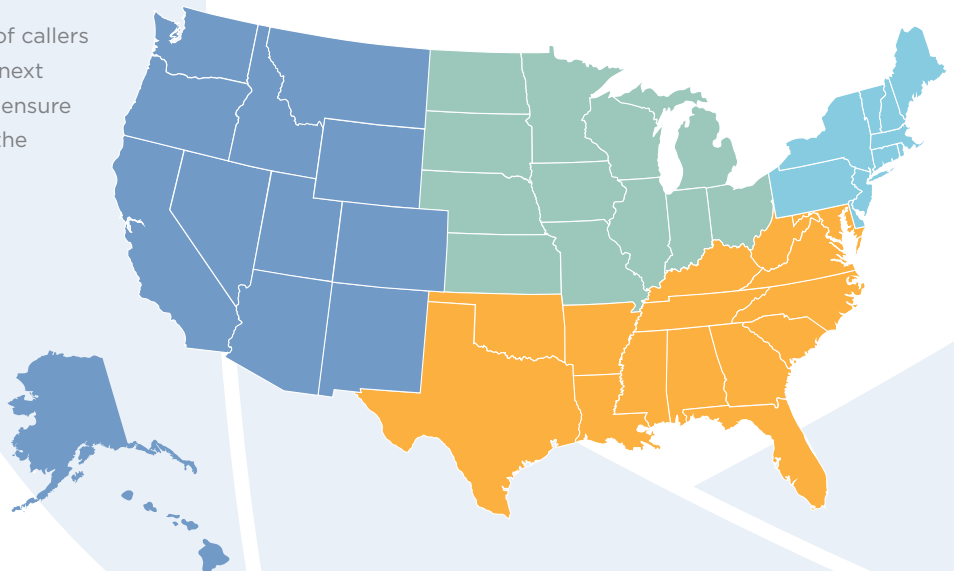 of callers
next
ensure
the